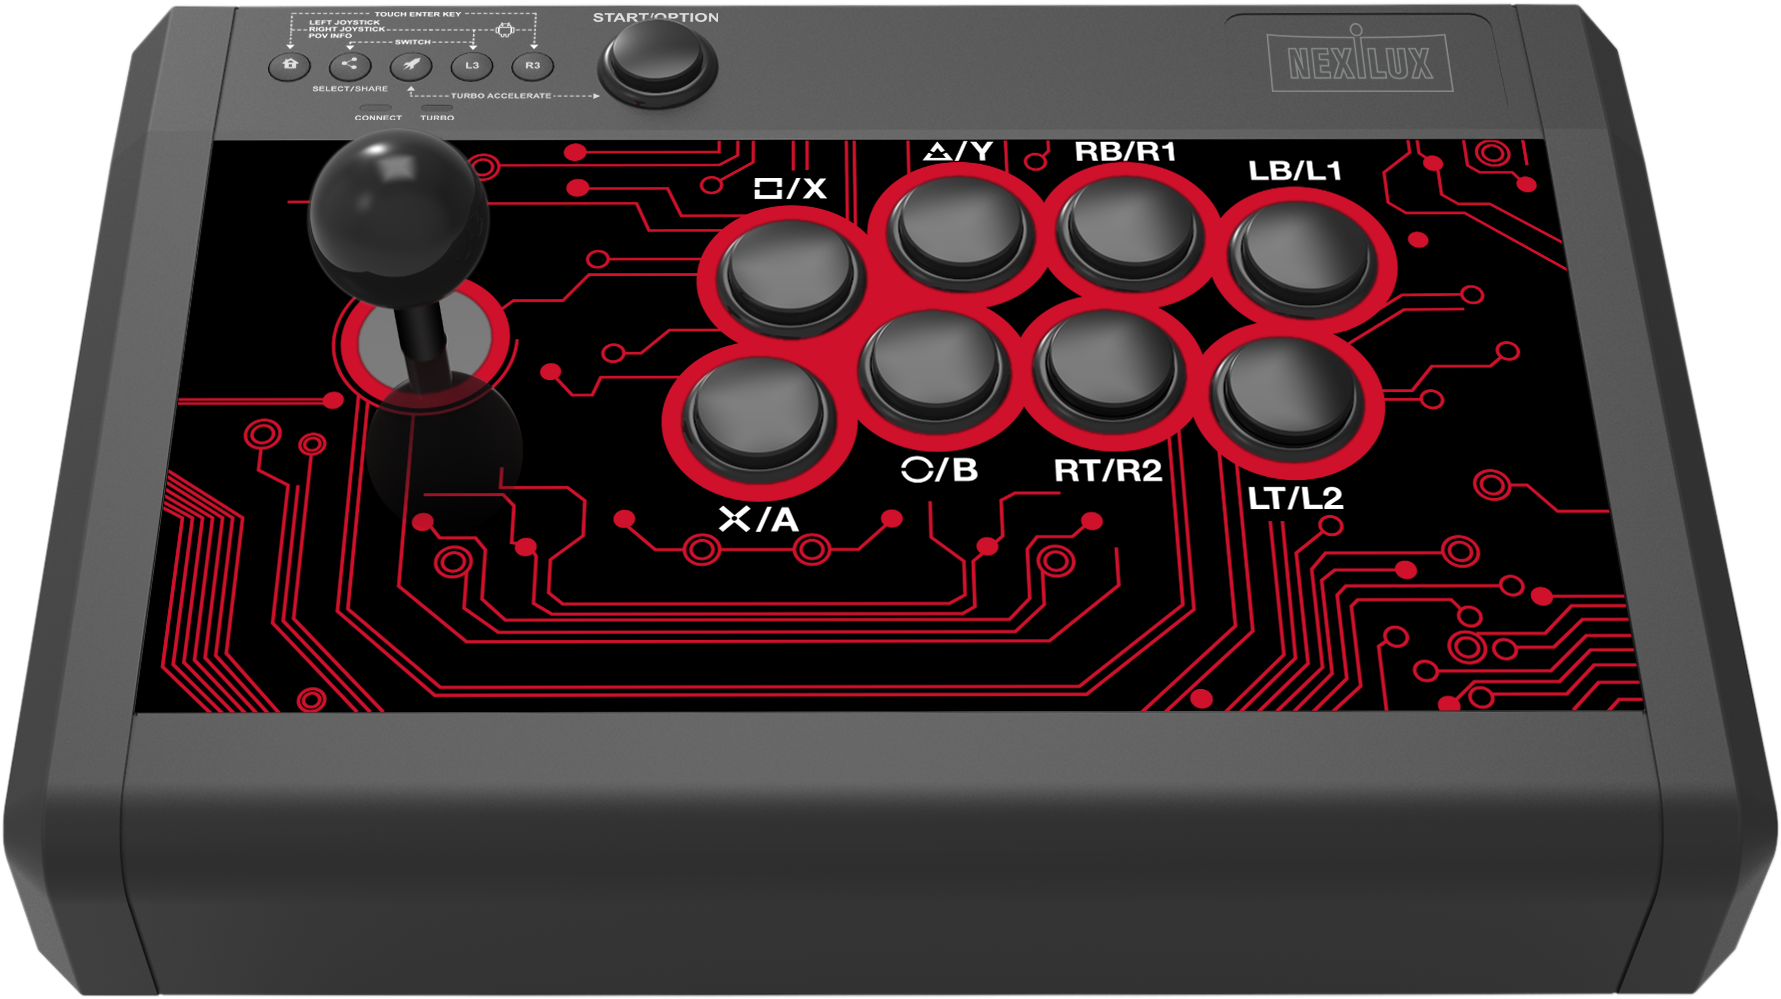 TOUCH ENTER KEY
LEFT JOYSTICK
RIGHT JOYSTICK
POV INFO
SWITCH
L3
R3
SELECT/SHARE
TURBO ACCELERATE
CONNECT
TURBO
START/OPTION
NEXiLUX
□/X
△/Y
RB/R1
LB/L1
✕/A
○/B
RT/R2
LT/L2